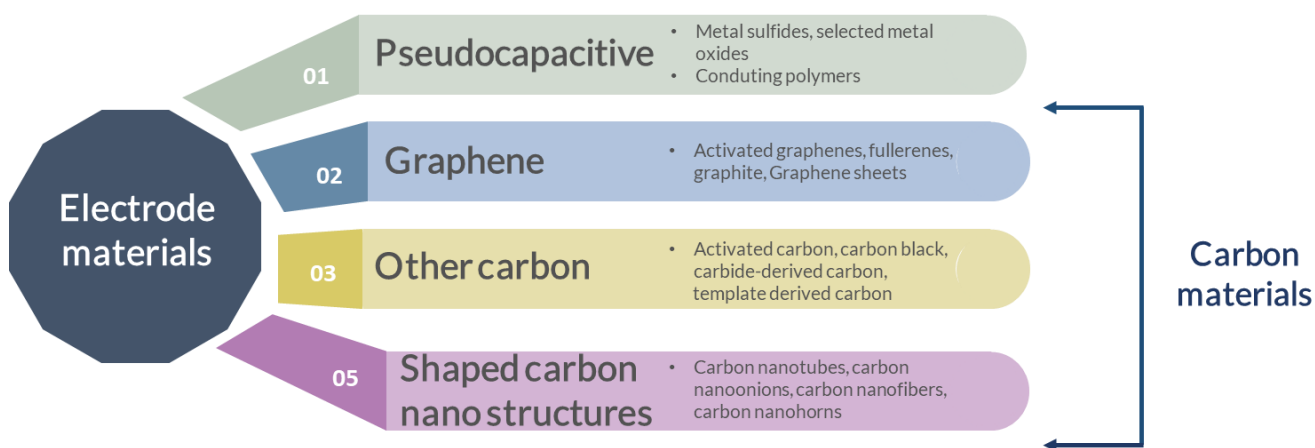 Electrode
materials
01
Pseudocapacitive
• Metal sulfides, selected metal
oxides
• Conduting polymers
02
Graphene
• Activated graphenes, fullerenes,
graphite, Graphene sheets
03
Other carbon
• Activated carbon, carbon black,
carbide-derived carbon,
template derived carbon
05
Shaped carbon
nano structures
• Carbon nanotubes, carbon
nanoonions, carbon nanofibers,
carbon nanohorns
Carbon
materials